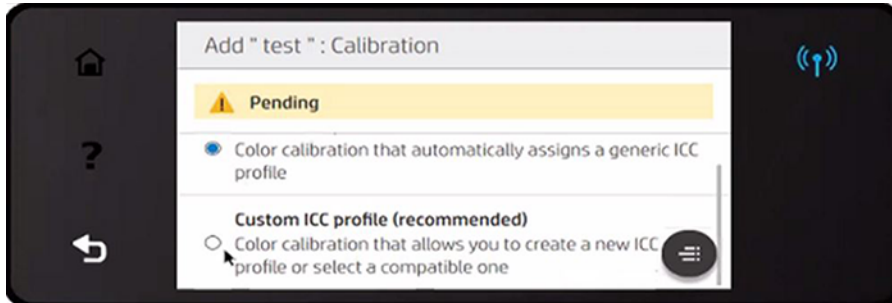 Add " test " : Calibration
Pending
Color calibration that automatically assigns a generic ICC
profile
Custom ICC profile (recommended)
Color calibration that allows you to create a new ICC
profile or select a compatible one